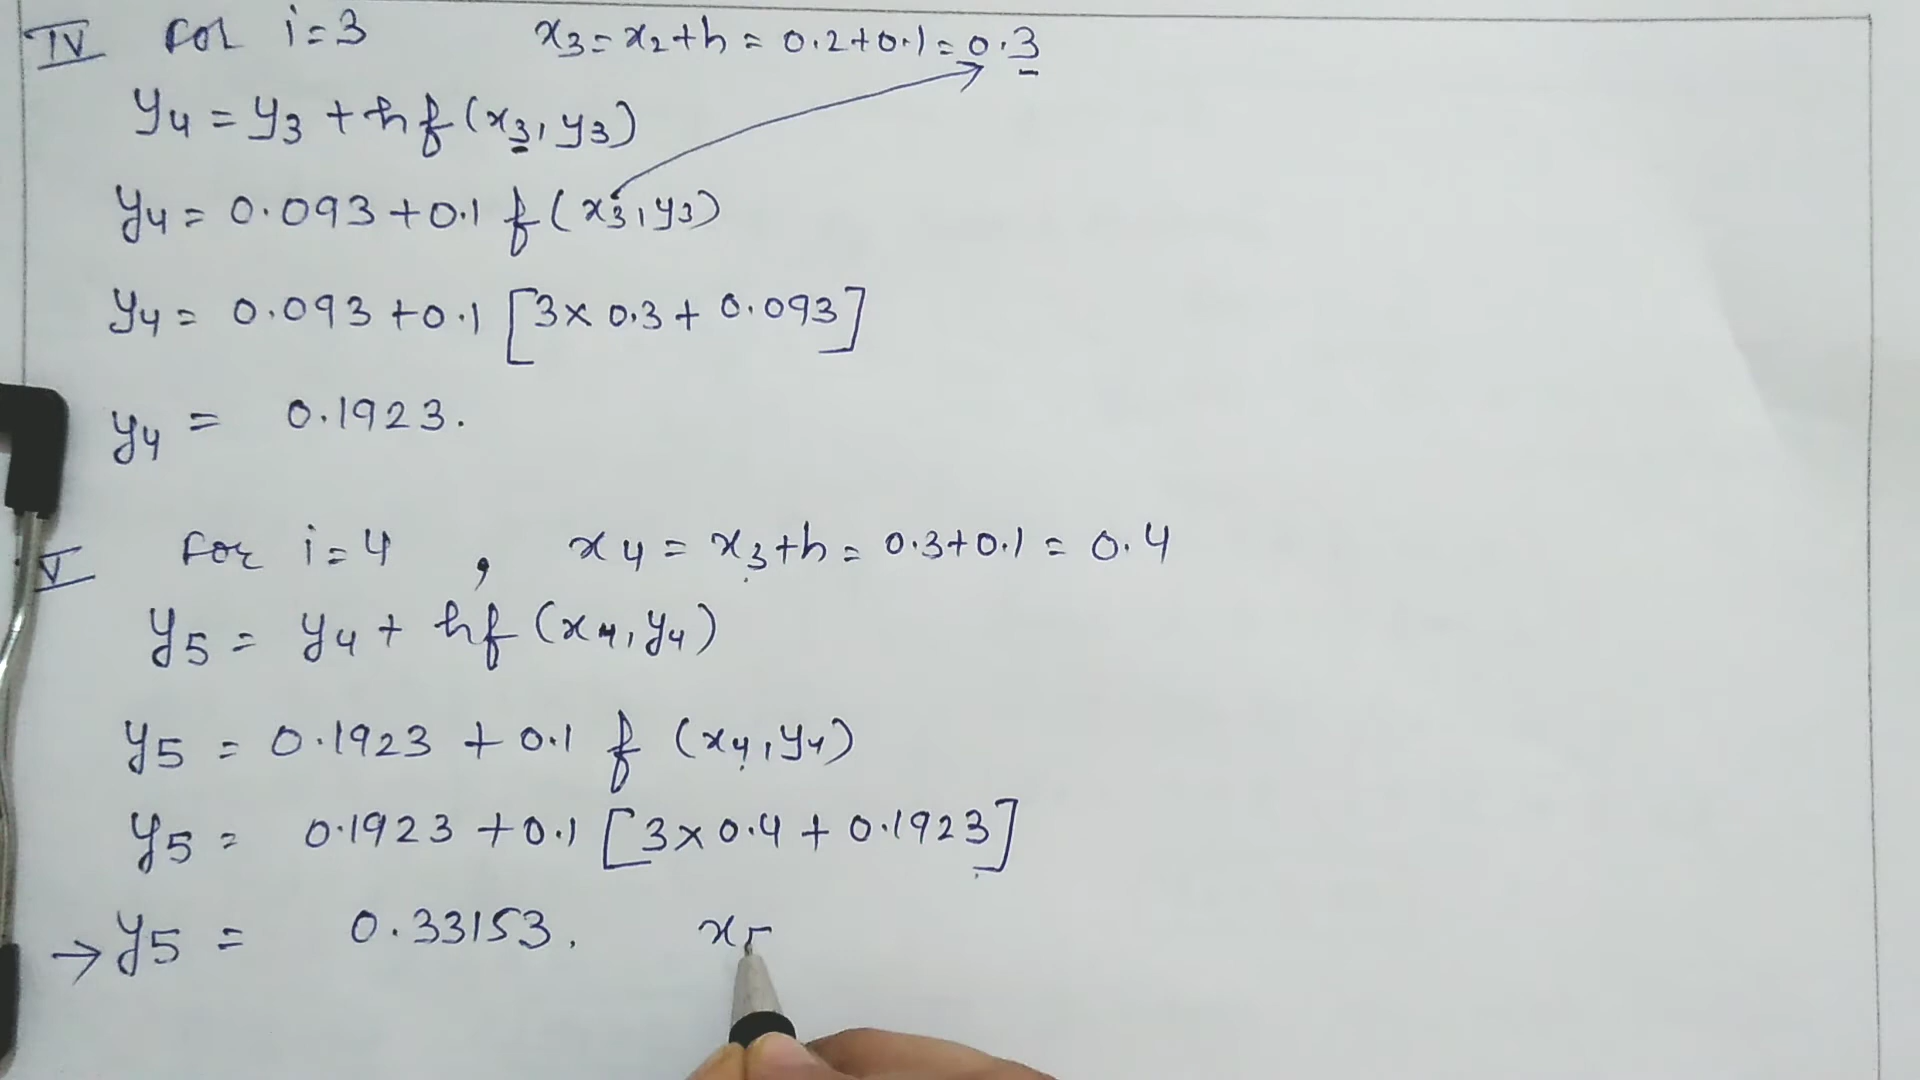 IV For i=3 x₃=x₂+h = 0.2+0.1=0.3
y₄=y₃+hf(x₃,y₃)
y₄= 0.093+0.1 f(x₃,y₃)
y₄= 0.093+0.1 [3× 0.3+ 0.093]
y₄ = 0.1923.
V For i=4 , x₄ = x₃+h = 0.3+0.1 = 0.4
y₅ = y₄+ hf (x₄,y₄)
y₅ = 0.1923 + 0.1 f (x₄,y₄)
y₅ = 0.1923 +0.1 [3×0.4+ 0.1923]
→ y₅ = 0.33153. x₅